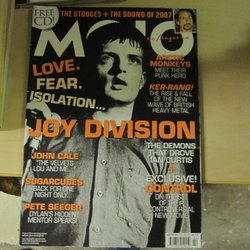 FREE
CD!
THE STOOGES + THE SOUND OF 2007
MOJO
MONKEYS
MEET THEIR
PUNK HERO
LOVE.
FEAR.
ISOLATION...
KER-RANG!
THE RISE & FALL
OF THE NEW
WAVE OF BRITISH
HEAVY METAL
JOY DIVISION
THE DEMONS
THAT DROVE
IAN CURTIS
+
EXCLUSIVE!
CONTROL
JOHN CALE
"THE VELVETS,
LOU AND ME..."
SUGARCUBES
BACK FOR ONE
NIGHT ONLY...
PETE SEEGER
DYLAN'S HIDDEN
MENTOR SPEAKS!
NEW MOVIE